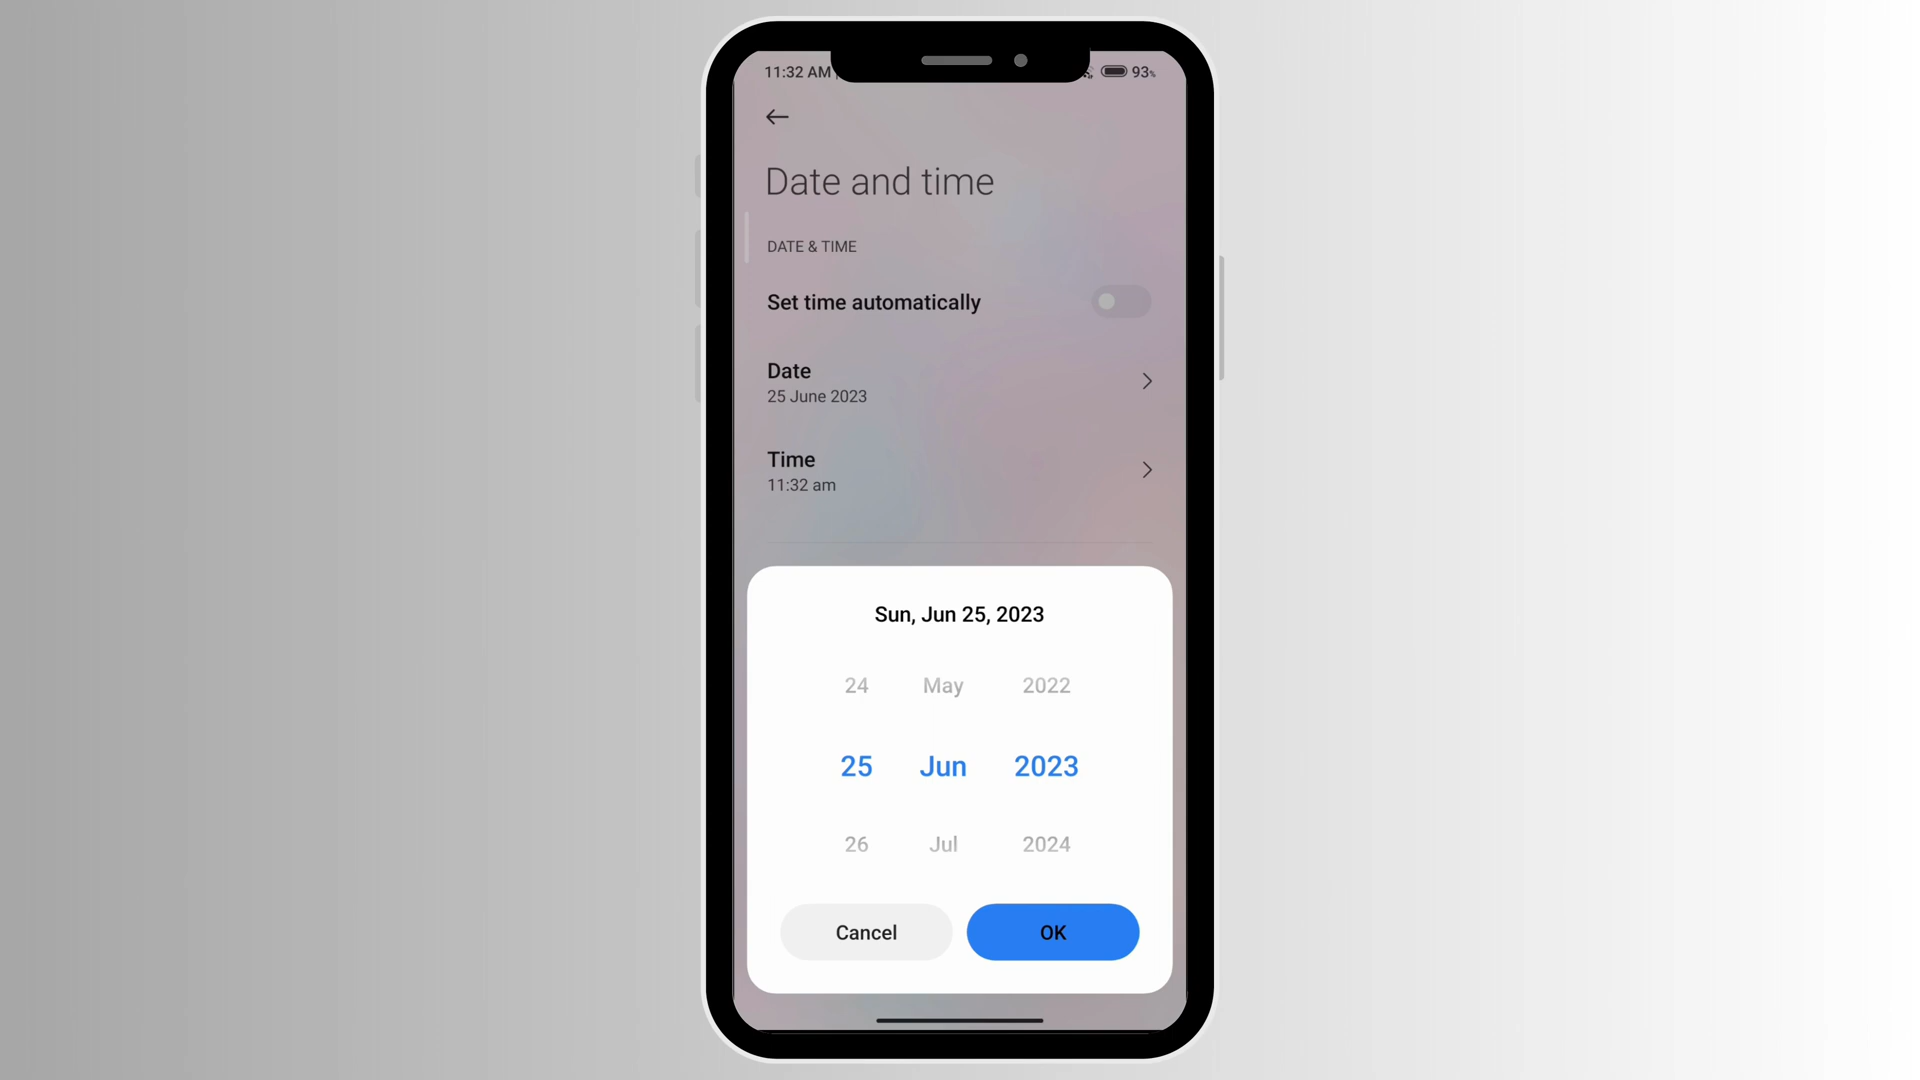 11:32 AM
93%
Date and time
DATE & TIME
Set time automatically
Date
25 June 2023
Time
11:32 am
Sun, Jun 25, 2023
24 May 2022
25 Jun 2023
26 Jul 2024
Cancel OK